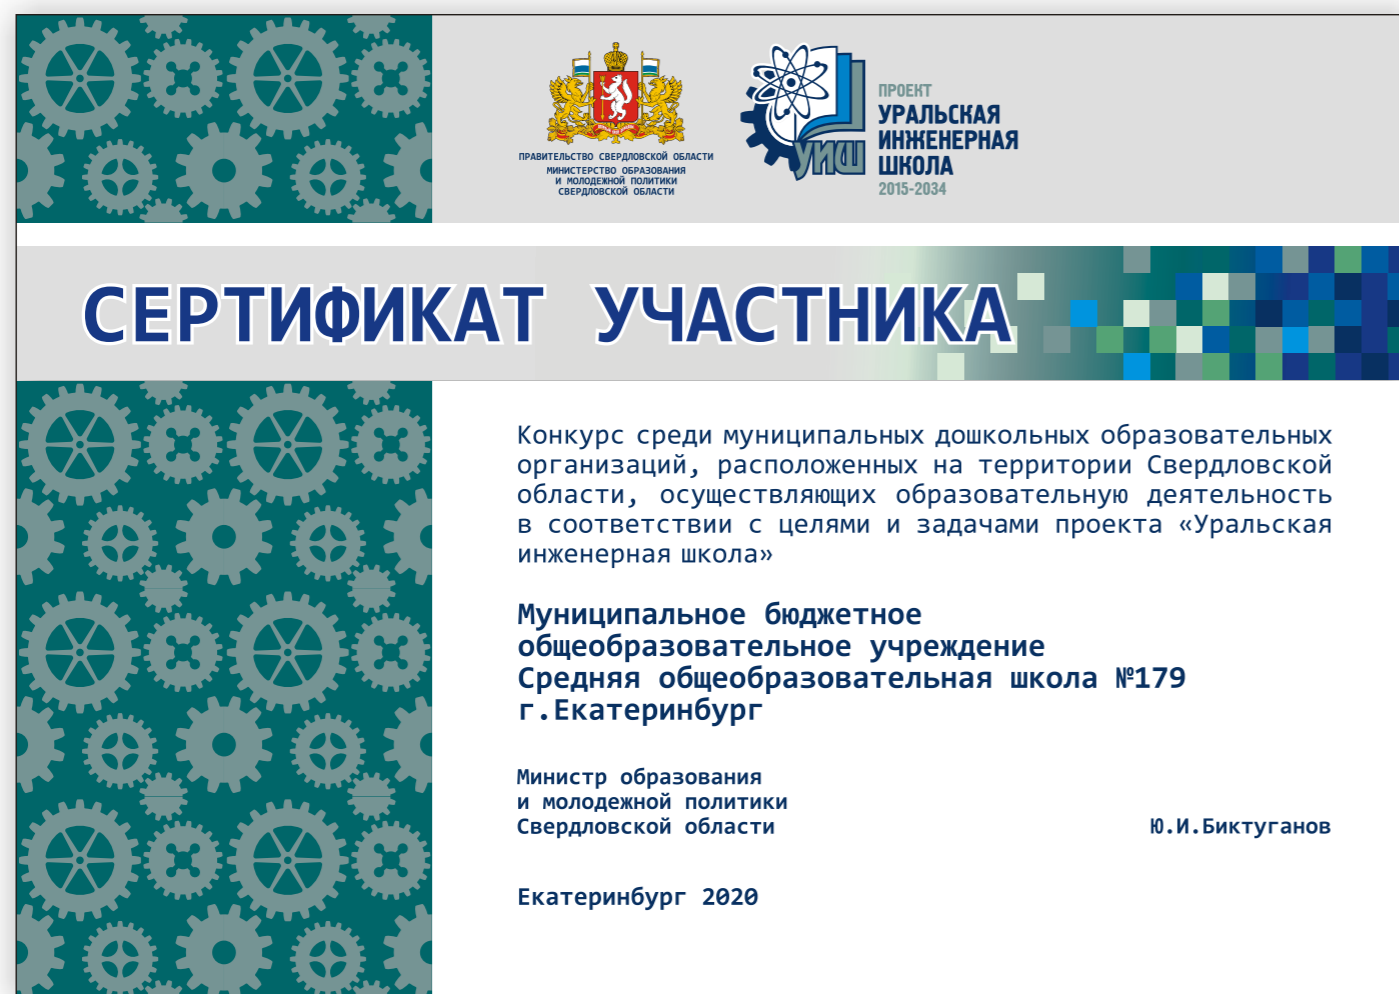 ПРАВИТЕЛЬСТВО СВЕРДЛОВСКОЙ ОБЛАСТИ
МИНИСТЕРСТВО ОБРАЗОВАНИЯ
И МОЛОДЕЖНОЙ ПОЛИТИКИ
СВЕРДЛОВСКОЙ ОБЛАСТИ
УИШ
ПРОЕКТ
УРАЛЬСКАЯ
ИНЖЕНЕРНАЯ
ШКОЛА
2015-2034
СЕРТИФИКАТ УЧАСТНИКА
Конкурс среди муниципальных дошкольных образовательных
организаций, расположенных на территории Свердловской
области, осуществляющих образовательную деятельность
в соответствии с целями и задачами проекта «Уральская
инженерная школа»
Муниципальное бюджетное
общеобразовательное учреждение
Средняя общеобразовательная школа №179
г.Екатеринбург
Министр образования
и молодежной политики
Свердловской области
Ю.И.Биктуганов
Екатеринбург 2020